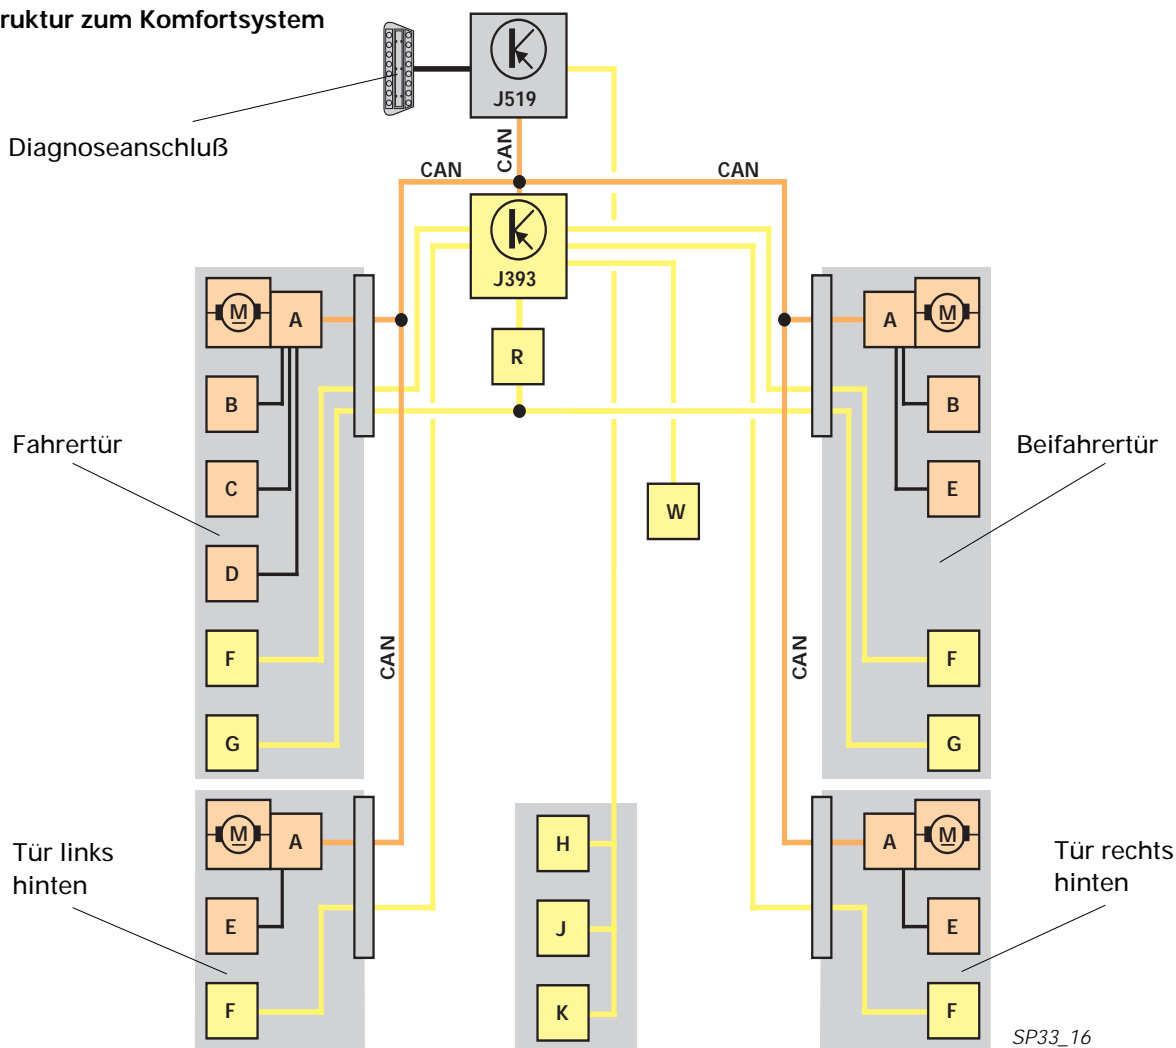 ruktur zum Komfortsystem
J519
Diagnoseanschluß
CAN
CAN
CAN
J393
M
A
A
M
R
B
B
Fahrertür
Beifahrertür
C
E
W
D
CAN
CAN
F
F
G
G
M
A
A
M
H
Tür links
hinten
Tür rechts
hinten
E
J
E
F
K
F
SP33_16